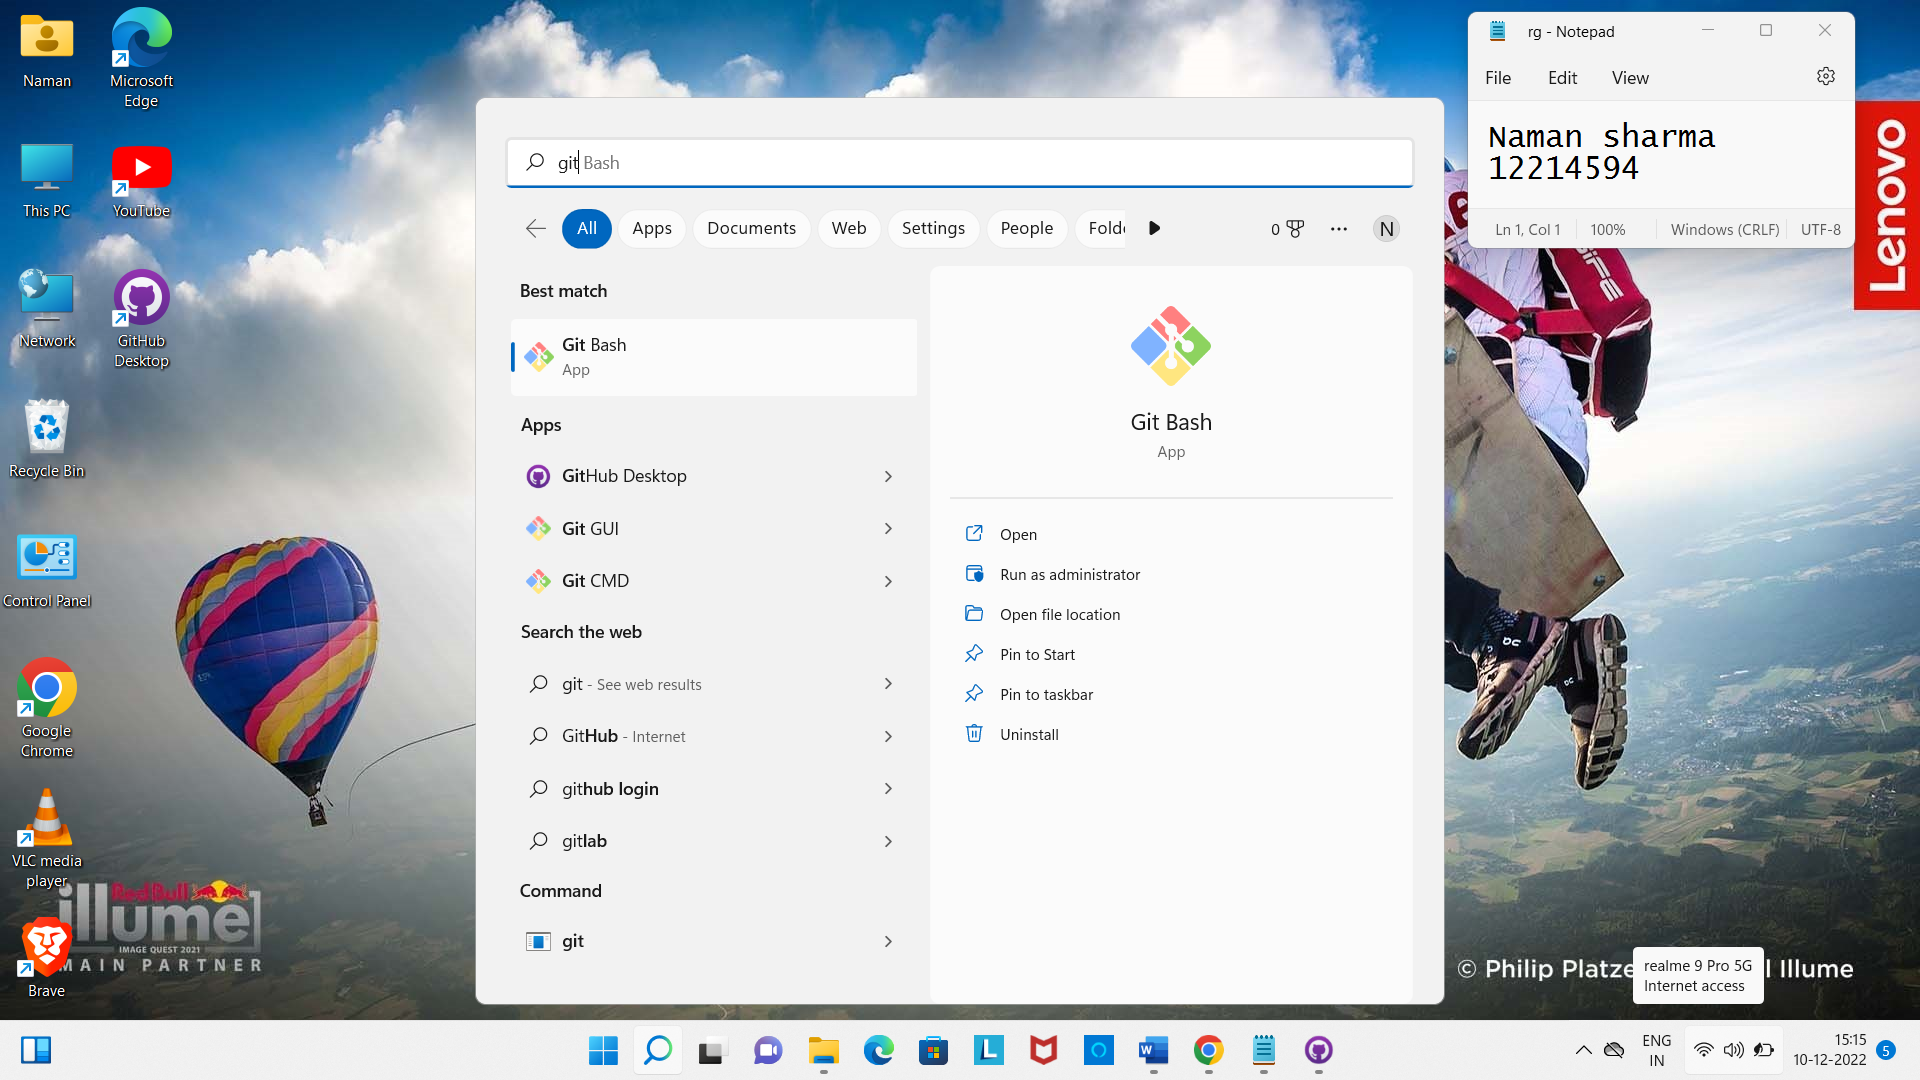 Naman
Microsoft
Edge
This PC
YouTube
Network
GitHub
Desktop
Recycle Bin
Control Panel
Google
Chrome
VLC media
player
Brave
RedBull
illume
IMAGE QUEST 2021
MAIN PARTNER
git Bash
All
Apps
Documents
Web
Settings
People
Folde
0
N
Best match
Git Bash
App
Apps
GitHub Desktop
Git GUI
Git CMD
Search the web
git - See web results
GitHub - Internet
github login
gitlab
Command
git
Git Bash
App
Open
Run as administrator
Open file location
Pin to Start
Pin to taskbar
Uninstall
rg - Notepad
File Edit View
Naman sharma
12214594
Ln 1, Col 1 100% Windows (CRLF) UTF-8
Lenovo
© Philip Platze l Illume
realme 9 Pro 5G
Internet access
L
W
ENG
IN
15:15
10-12-2022
5